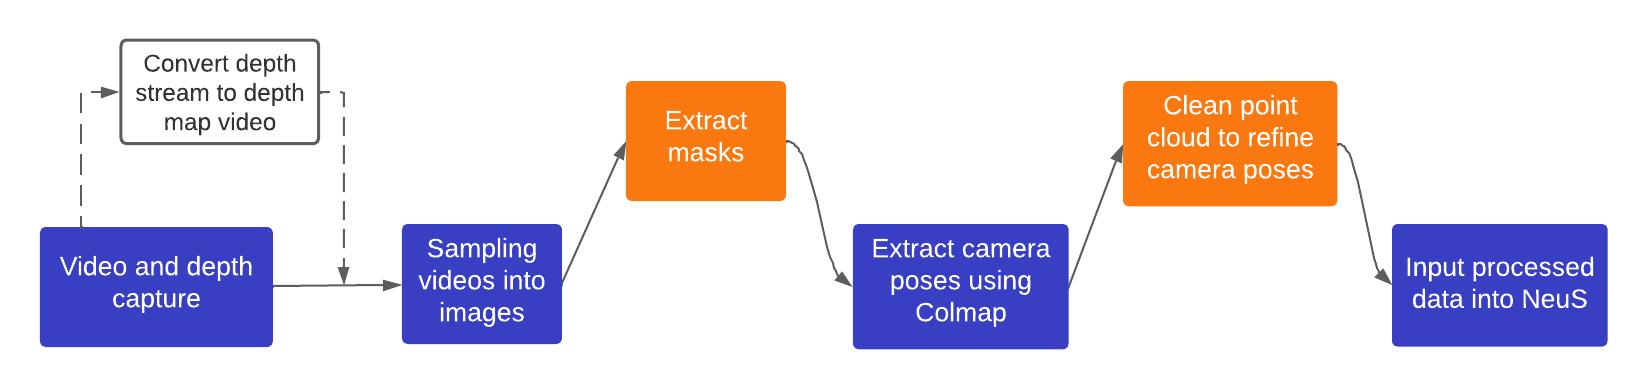 Convert depth
stream to depth
map video
Video and depth
capture
Sampling
videos into
images
Extract
masks
Extract camera
poses using
Colmap
Clean point
cloud to refine
camera poses
Input processed
data into NeuS